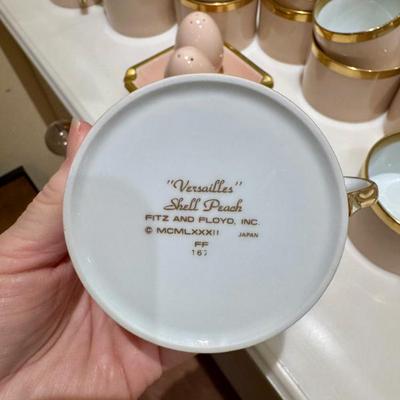 "Versailles"
Shell Peach
FITZ AND FLOYD, INC.
© MCMLXXXII JAPAN
FF
167